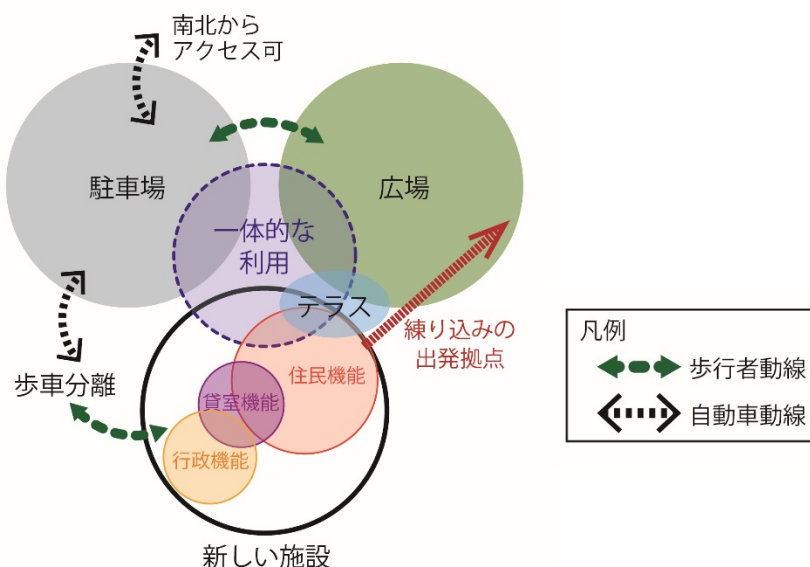 南北から
アクセス可
駐車場
広場
一体的な
利用
テラス
練り込みの
出発拠点
住民機能
貸室機能
行政機能
歩車分離
新しい施設
凡例
歩行者動線
自動車動線